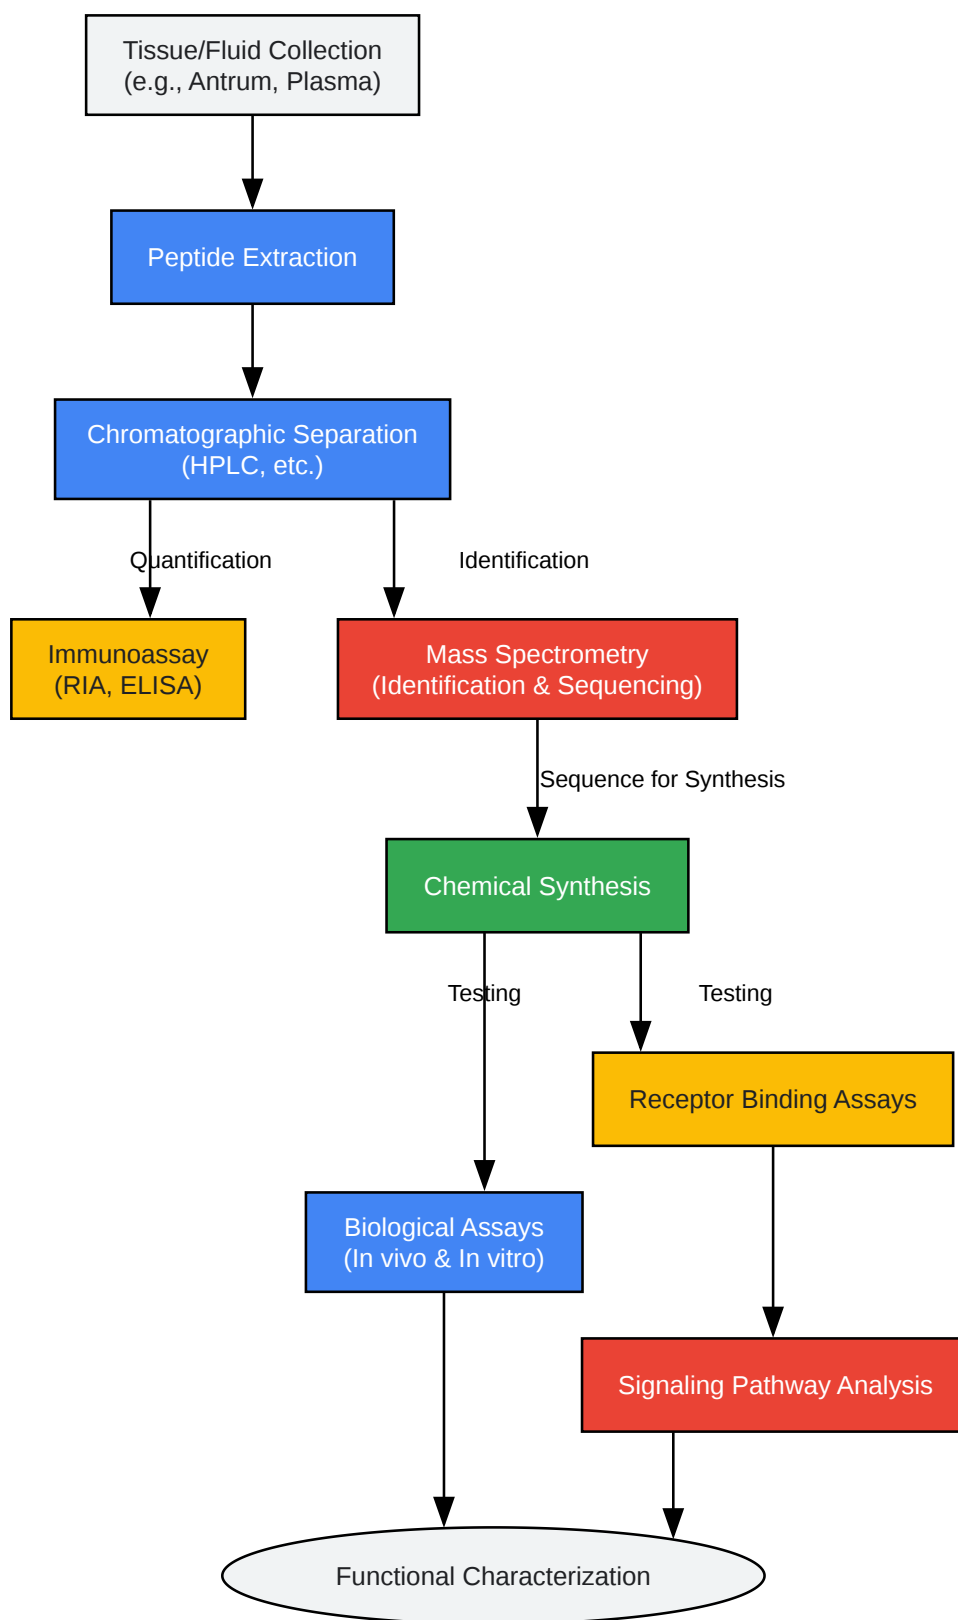 Tissue/Fluid Collection
(e.g., Antrum, Plasma)
Peptide Extraction
Chromatographic Separation
(HPLC, etc.)
Quantification
Identification
Immunoassay
(RIA, ELISA)
Mass Spectrometry
(Identification & Sequencing)
Sequence for Synthesis
Chemical Synthesis
Testing
Testing
Receptor Binding Assays
Biological Assays
(In vivo & In vitro)
Signaling Pathway Analysis
Functional Characterization